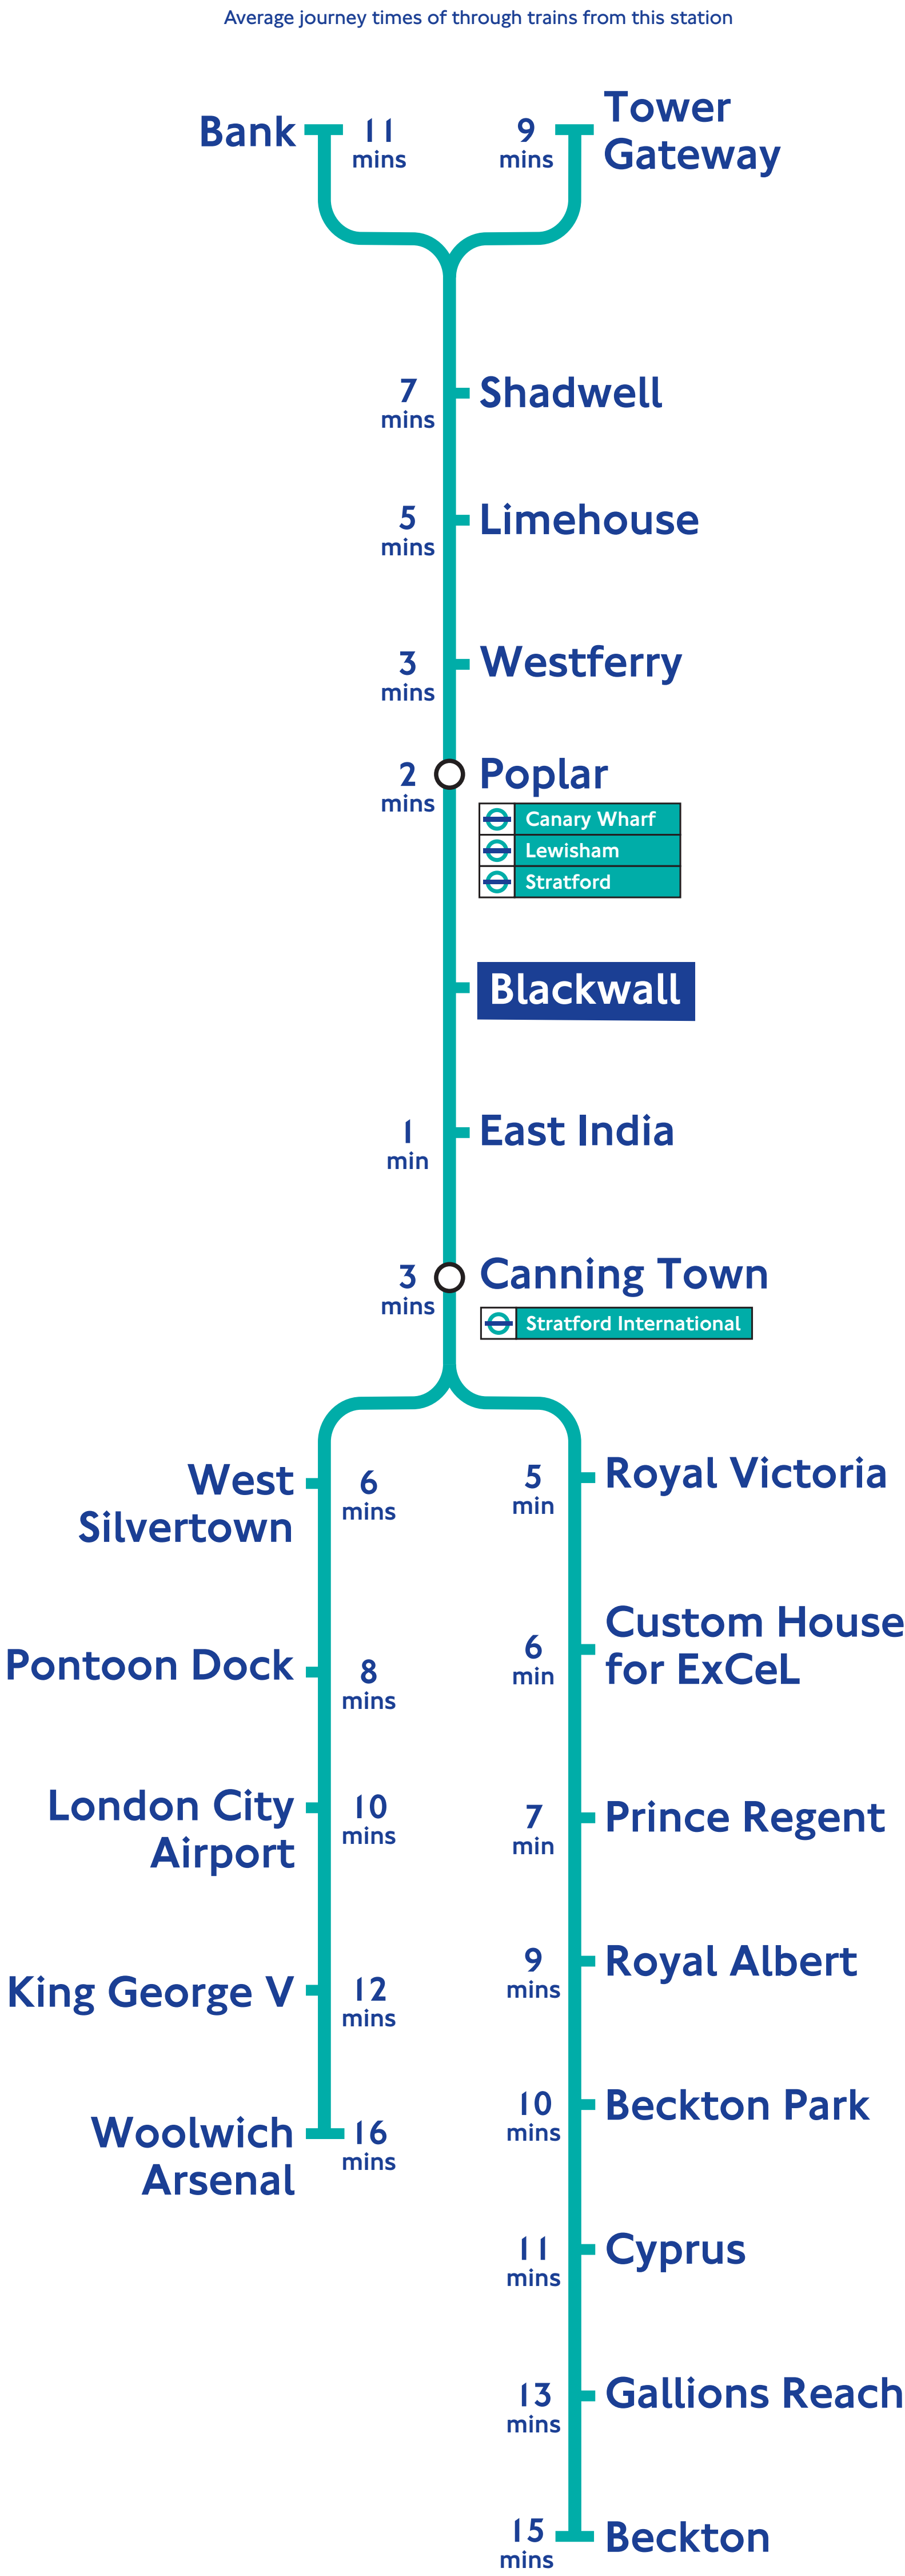 Average journey times of through trains from this station
Bank
11
mins
9
mins
Tower
Gateway
7
mins
Shadwell
5
mins
Limehouse
3
mins
Westferry
2
mins
Poplar
Canary Wharf
Lewisham
Stratford
Blackwall
1
min
East India
3
mins
Canning Town
Stratford International
West
Silvertown
6
mins
5
min
Royal Victoria
Pontoon Dock
8
mins
6
min
Custom House
for ExCeL
London City
Airport
10
mins
7
min
Prince Regent
King George V
12
mins
9
mins
Royal Albert
Woolwich
Arsenal
16
mins
10
mins
Beckton Park
11
mins
Cyprus
13
mins
Gallions Reach
15
mins
Beckton